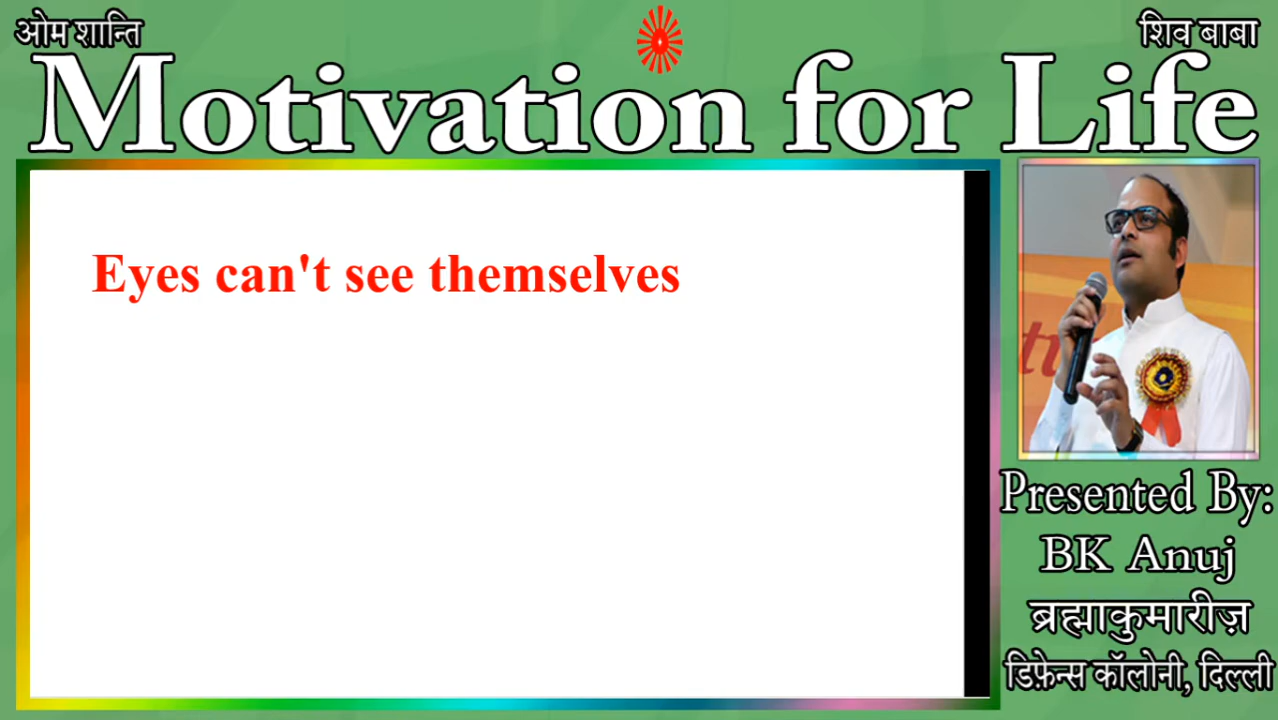 ओम शान्ति
शिव बाबा
Motivation for Life
Eyes can't see themselves
Presented By:
BK Anuj
ब्रह्माकुमारीज़
डिफ़ेन्स कॉलोनी, दिल्ली